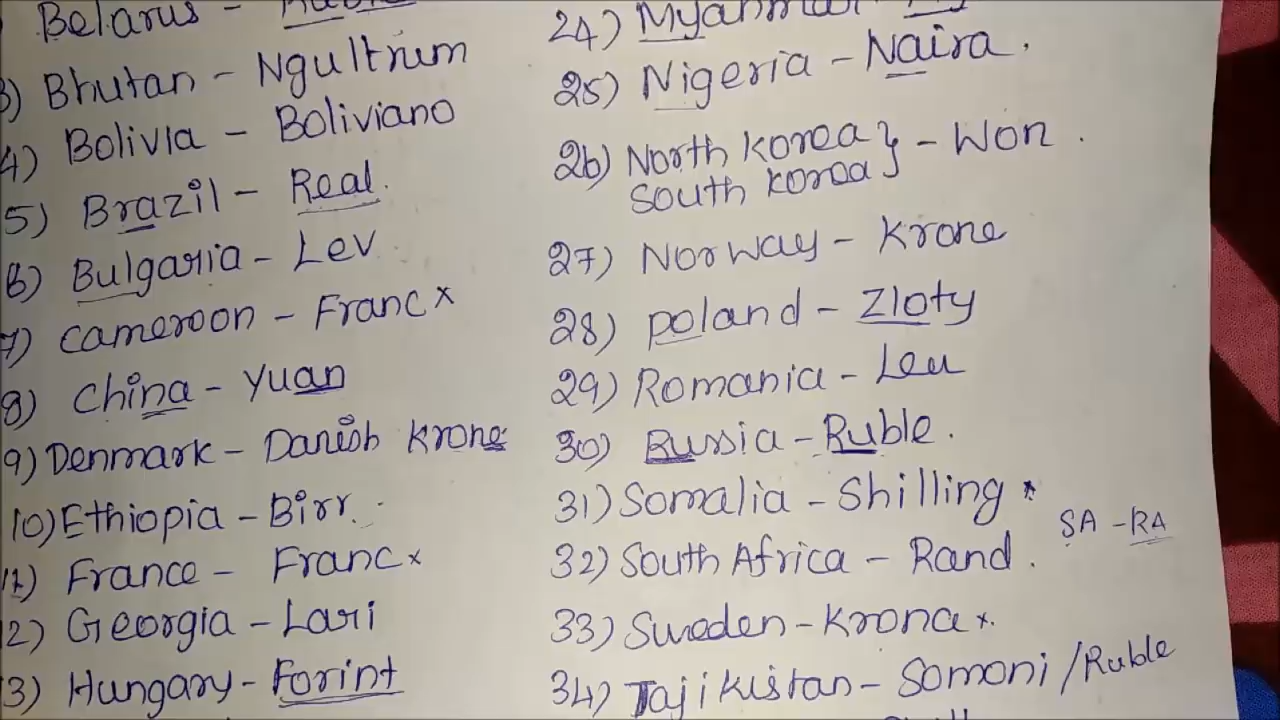 Belarus -
3) Bhutan - Ngultrum
4) Bolivia - Boliviano
5) Brazil - Real.
6) Bulgaria - Lev
7) Cameroon - Franc x
8) China - Yuan
9) Denmark - Danish Krone
10) Ethiopia - Birr
11) France - Franc x
2) Georgia - Lari
3) Hungary - Forint
24) Myanmar -
25) Nigeria - Naira.
26) North Korea } - Won.
South Korea }
27) Norway - Krone
28) Poland - Zloty
29) Romania - Leu
30) Russia - Ruble.
31) Somalia - Shilling *
32) South Africa - Rand. SA - RA
33) Sweden - Krona x.
34) Tajikistan - Somoni / Ruble